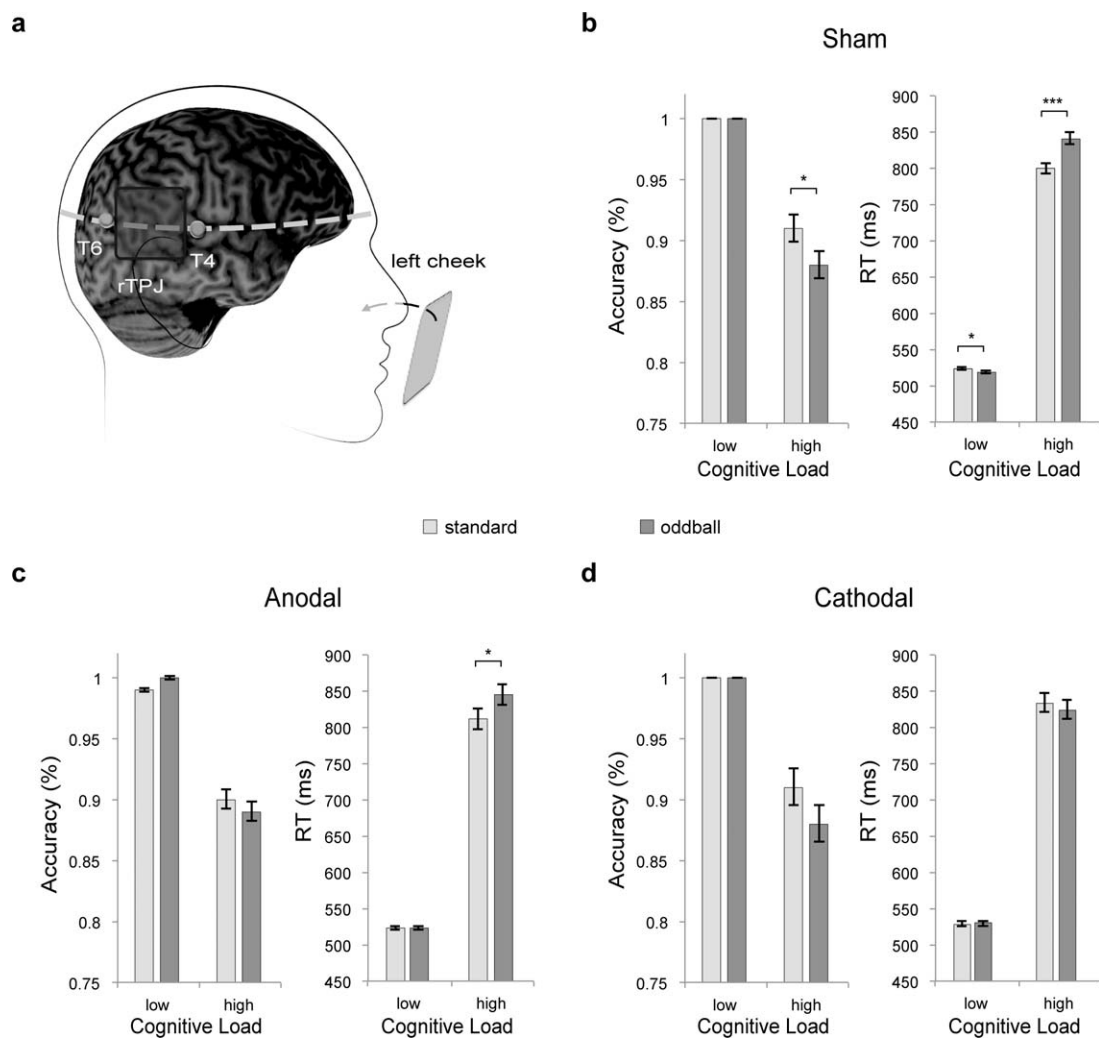 a
T6
T4
rTPJ
left cheek
b
Sham
Accuracy (%)
1
0.95
0.9
0.85
0.8
0.75
*
low
high
Cognitive Load
RT (ms)
900
850
800
750
700
650
600
550
500
450
*
***
low
high
Cognitive Load
standard
oddball
c
Anodal
Accuracy (%)
1
0.95
0.9
0.85
0.8
0.75
low
high
Cognitive Load
RT (ms)
900
850
800
750
700
650
600
550
500
450
*
low
high
Cognitive Load
d
Cathodal
Accuracy (%)
1
0.95
0.9
0.85
0.8
0.75
low
high
Cognitive Load
RT (ms)
900
850
800
750
700
650
600
550
500
450
low
high
Cognitive Load